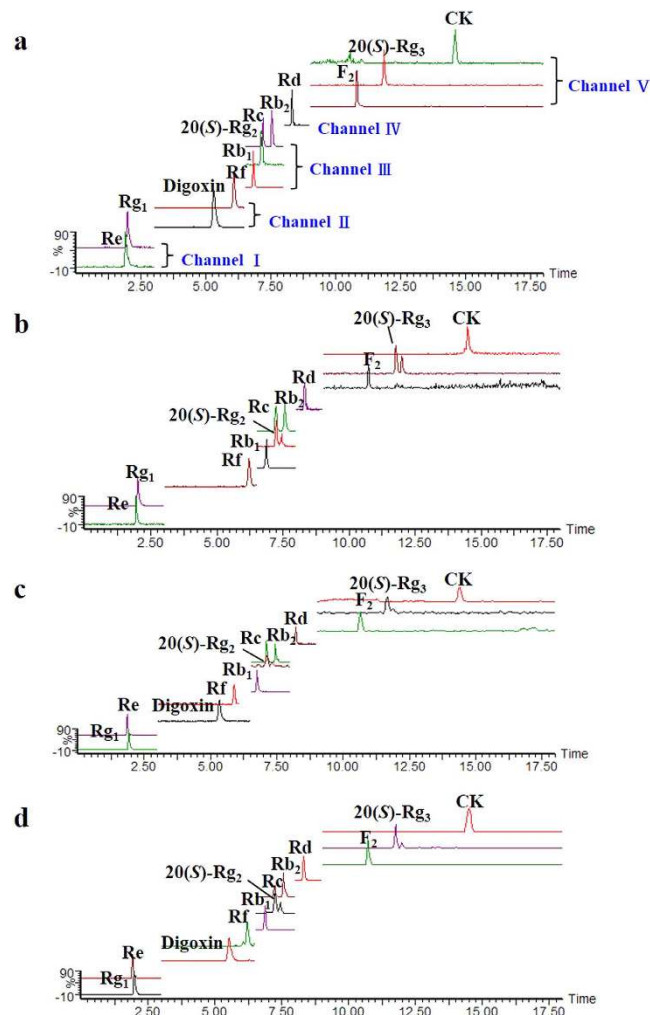 a
CK
20(S)-Rg3
F2
Channel Ⅴ
Rd
Rb2
Rc
Channel Ⅳ
20(S)-Rg2
Rb1
Channel Ⅲ
Rf
Digoxin
Channel Ⅱ
Rg1
Re
Channel Ⅰ
90
%
-10
Time
2.50 5.00 7.50 10.00 12.50 15.00 17.50
b
20(S)-Rg3
CK
F2
Rd
Rb2
Rc
20(S)-Rg2
Rb1
Rf
Rg1
Re
90
%
-10
Time
2.50 5.00 7.50 10.00 12.50 15.00 17.50
c
20(S)-Rg3
CK
F2
Rd
Rc Rb2
20(S)-Rg2
Rb1
Rf
Digoxin
Re
Rg1
90
%
-10
Time
2.50 5.00 7.50 10.00 12.50 15.00 17.50
d
20(S)-Rg3
CK
F2
Rd
Rb2
20(S)-Rg2
Rc
Rb1
Rf
Digoxin
Re
Rg1
90
%
-10
Time
2.50 5.00 7.50 10.00 12.50 15.00 17.50